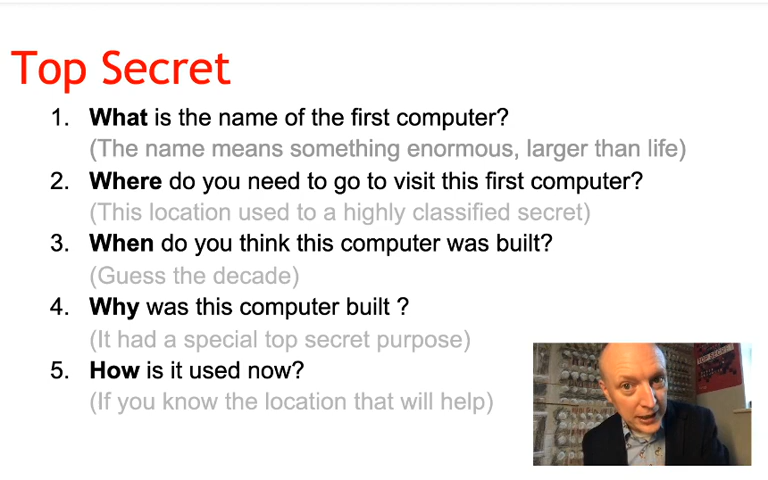 Top Secret
1. What is the name of the first computer?
(The name means something enormous, larger than life)
2. Where do you need to go to visit this first computer?
(This location used to a highly classified secret)
3. When do you think this computer was built?
(Guess the decade)
4. Why was this computer built ?
(It had a special top secret purpose)
5. How is it used now?
(If you know the location that will help)
TOP SECRET